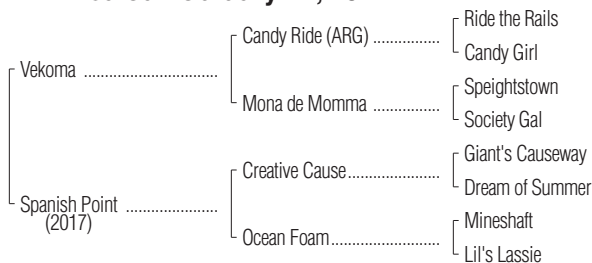 Vekoma
Candy Ride (ARG)
Ride the Rails
Candy Girl
Mona de Momma
Speightstown
Society Gal
Spanish Point
(2017)
Creative Cause
Giant's Causeway
Dream of Summer
Ocean Foam
Mineshaft
Lil's Lassie